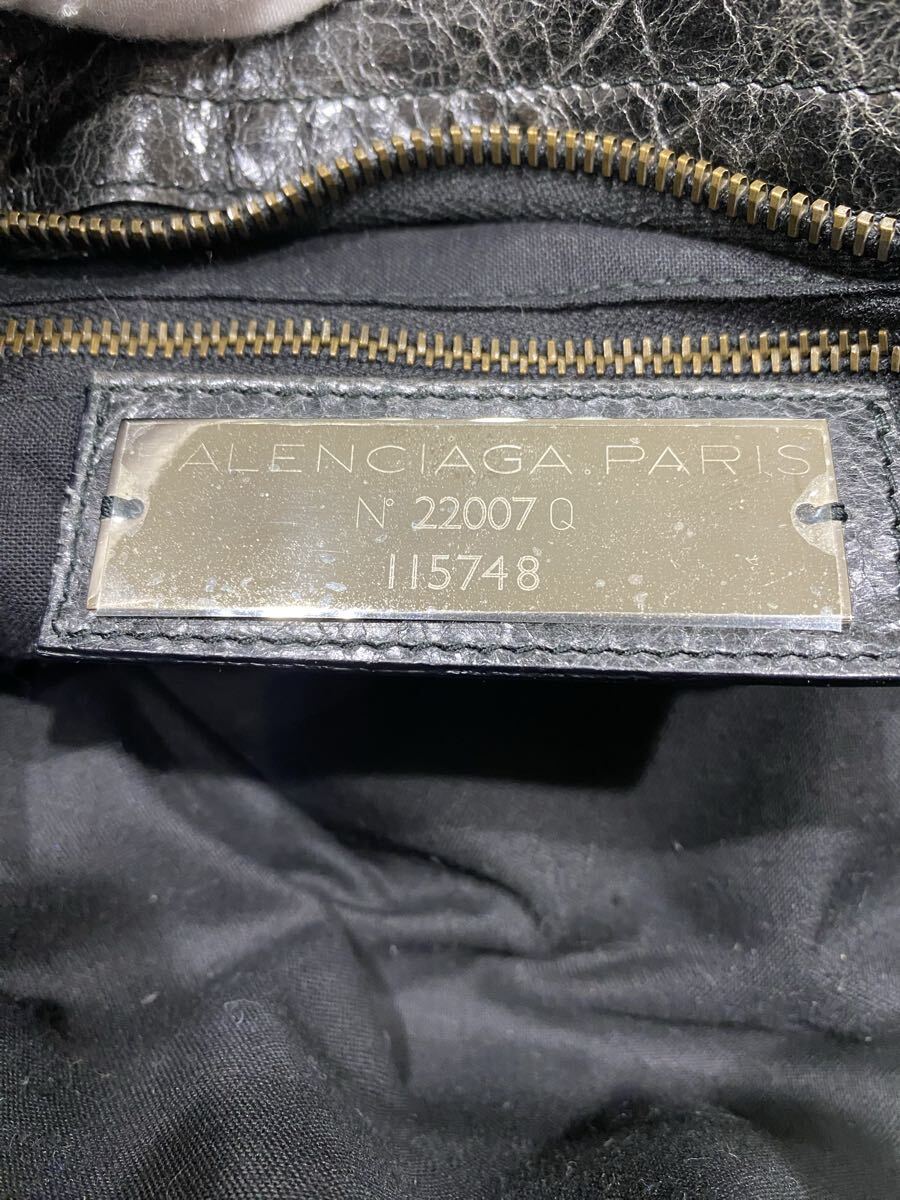 BALENCIAGA. PARIS
N° 22007 Q
115748